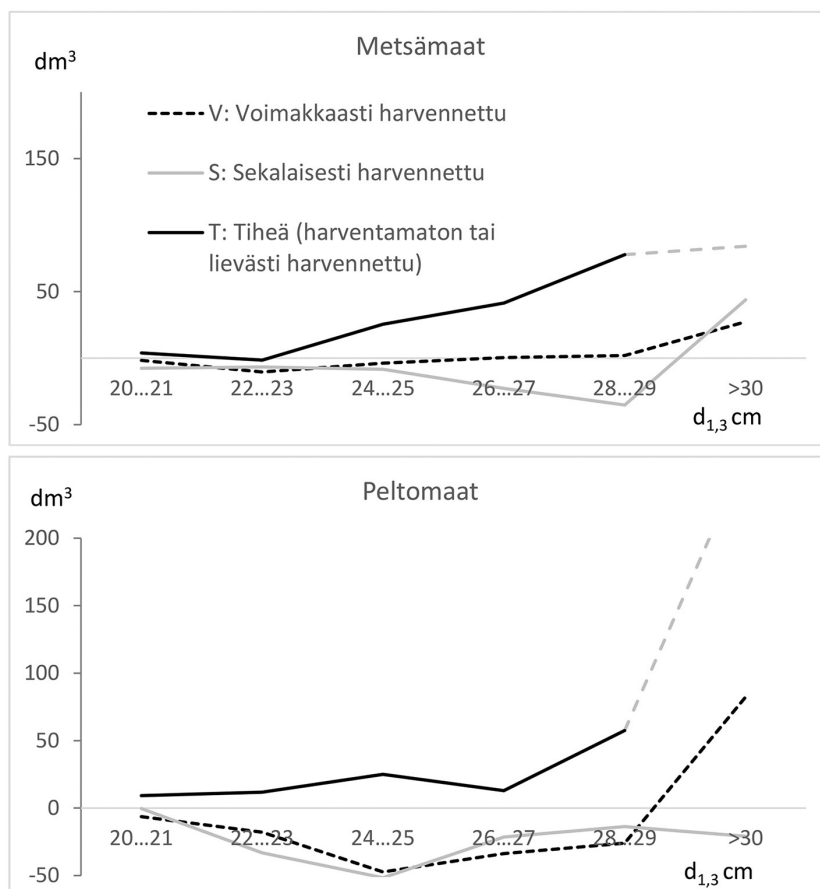 Metsämaat
dm³
V: Voimakkaasti harvennettu
150
S: Sekalaisesti harvennettu
T: Tiheä (harventamaton tai
lievästi harvennettu)
50
20...21 22...23 24...25 26...27 28...29 >30
-50
d1,3 cm
Peltomaat
dm³
200
150
100
50
0
20...21 22...23 24...25 26...27 28...29 >30
-50
d1,3 cm